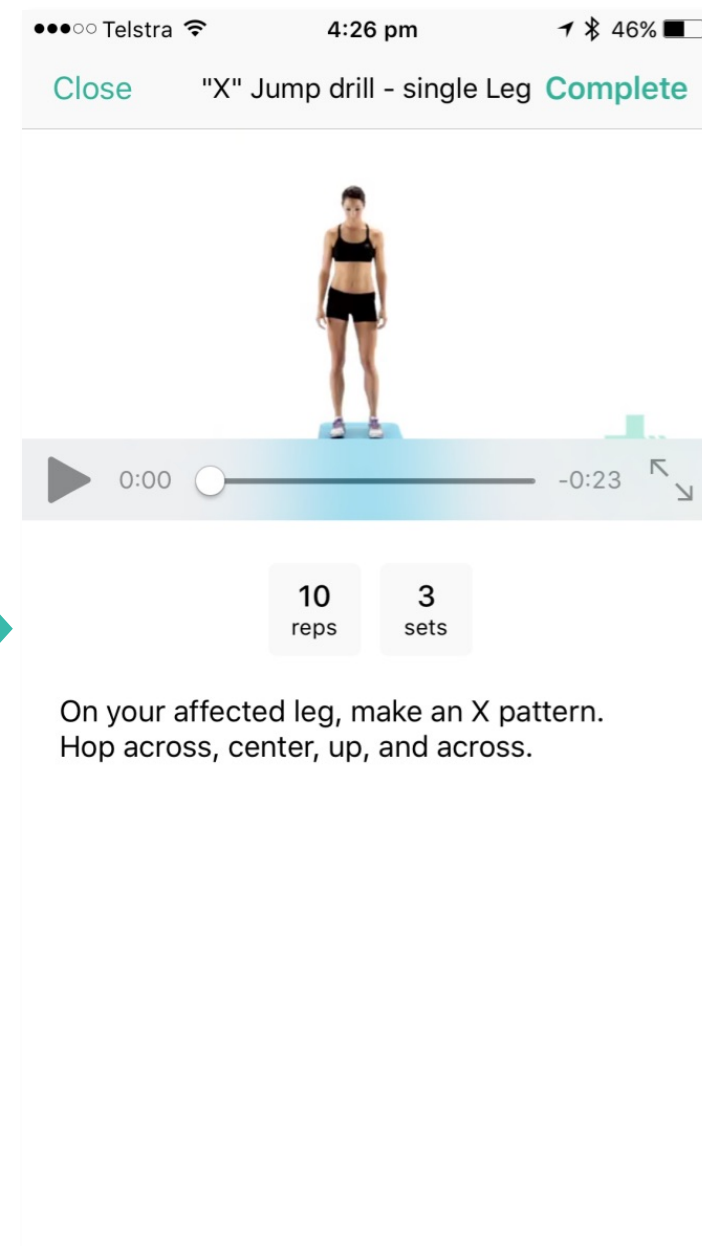 Telstra 4:26 pm 46%
Close "X" Jump drill - single Leg Complete
0:00 -0:23
10 3
reps sets
On your affected leg, make an X pattern.
Hop across, center, up, and across.